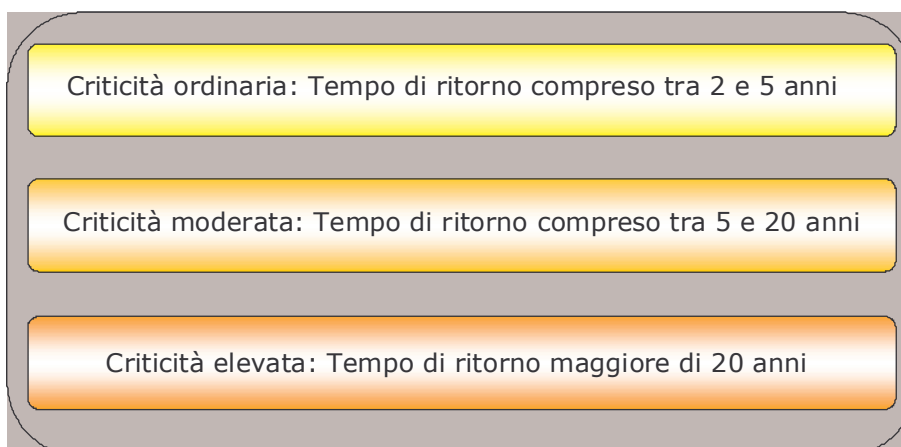 Criticità ordinaria: Tempo di ritorno compreso tra 2 e 5 anni
Criticità moderata: Tempo di ritorno compreso tra 5 e 20 anni
Criticità elevata: Tempo di ritorno maggiore di 20 anni